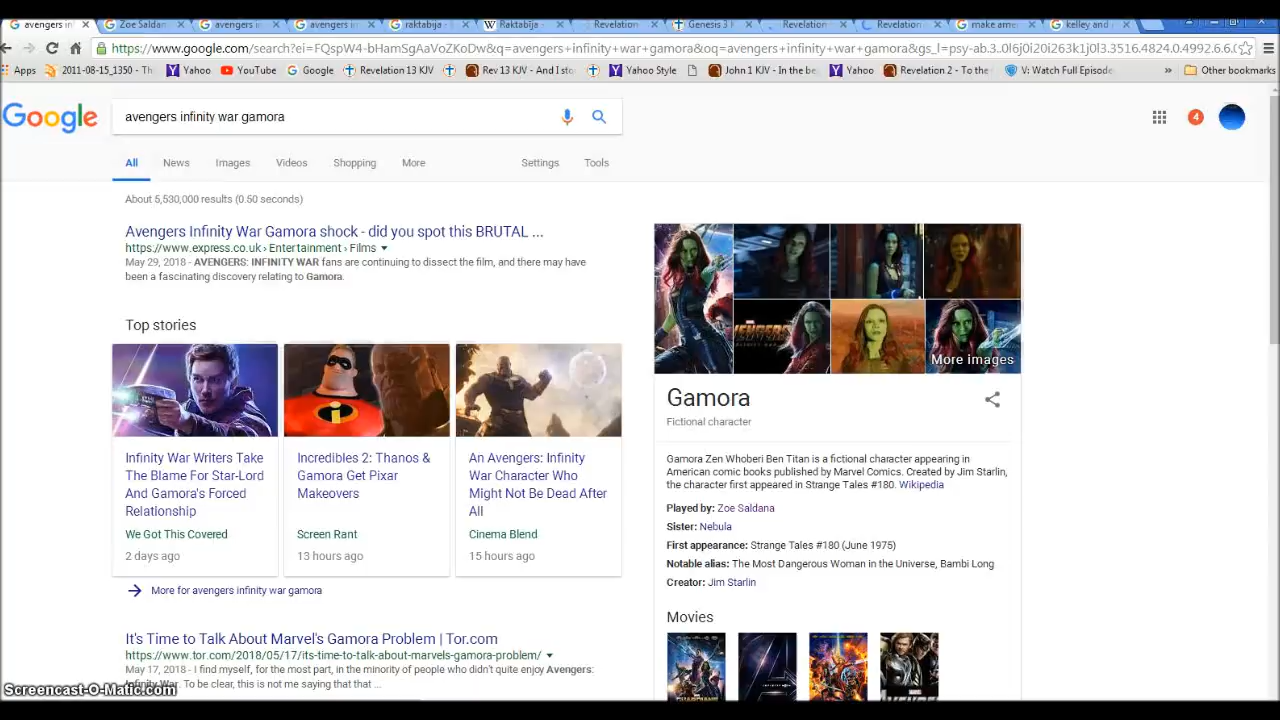 avengers in
Zoe Saldan
avengers in
avengers in
raktabija -
Raktabīja -
Revelation
Genesis 3 K
Revelation
Revelation
make amer
kelley and
https://www.google.com/search?ei=FQspW4-bHamSgAaVoZKoDw&q=avengers+infinity+war+gamora&oq=avengers+infinity+war+gamora&gs_l=psy-ab.3.0l6j0i20i263k1j0l3.3516.4824.0.4992.6.6.0
Apps
2011-08-15_1350 - Th
Yahoo
YouTube
Google
Revelation 13 KJV
Rev 13 KJV - And I sto
Yahoo Style
John 1 KJV - In the be
Yahoo
Revelation 2 - To the
V: Watch Full Episode
»
Other bookmarks
Google
avengers infinity war gamora
4
All News Images Videos Shopping More Settings Tools
About 5,530,000 results (0.50 seconds)
Avengers Infinity War Gamora shock - did you spot this BRUTAL ...
https://www.express.co.uk › Entertainment › Films
May 29, 2018 - AVENGERS: INFINITY WAR fans are continuing to dissect the film, and there may have
been a fascinating discovery relating to Gamora.
Top stories
Infinity War Writers Take
The Blame For Star-Lord
And Gamora's Forced
Relationship
We Got This Covered
2 days ago
Incredibles 2: Thanos &
Gamora Get Pixar
Makeovers
Screen Rant
13 hours ago
An Avengers: Infinity
War Character Who
Might Not Be Dead After
All
Cinema Blend
15 hours ago
More for avengers infinity war gamora
It's Time to Talk About Marvel's Gamora Problem | Tor.com
https://www.tor.com/2018/05/17/its-time-to-talk-about-marvels-gamora-problem/
May 17, 2018 - I find myself, for the most part, in the minority of people who didn't quite enjoy Avengers:
Infinity War. To be clear, this is not me saying that that ...
More images
Gamora
Fictional character
Gamora Zen Whoberi Ben Titan is a fictional character appearing in
American comic books published by Marvel Comics. Created by Jim Starlin,
the character first appeared in Strange Tales #180. Wikipedia
Played by: Zoe Saldana
Sister: Nebula
First appearance: Strange Tales #180 (June 1975)
Notable alias: The Most Dangerous Woman in the Universe, Bambi Long
Creator: Jim Starlin
Movies
Screencast-O-Matic.com